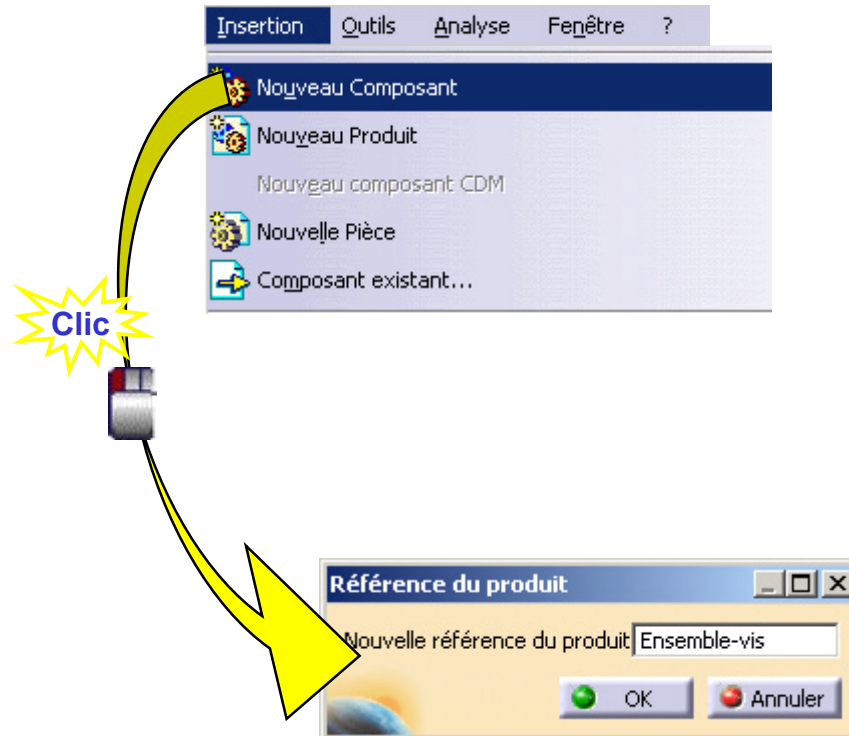 Insertion Outils Analyse Fenêtre ?
Nouveau Composant
Nouveau Produit
Nouveau composant CDM
Nouvelle Pièce
Composant existant...
Clic
Référence du produit
Nouvelle référence du produit Ensemble-vis
OK Annuler